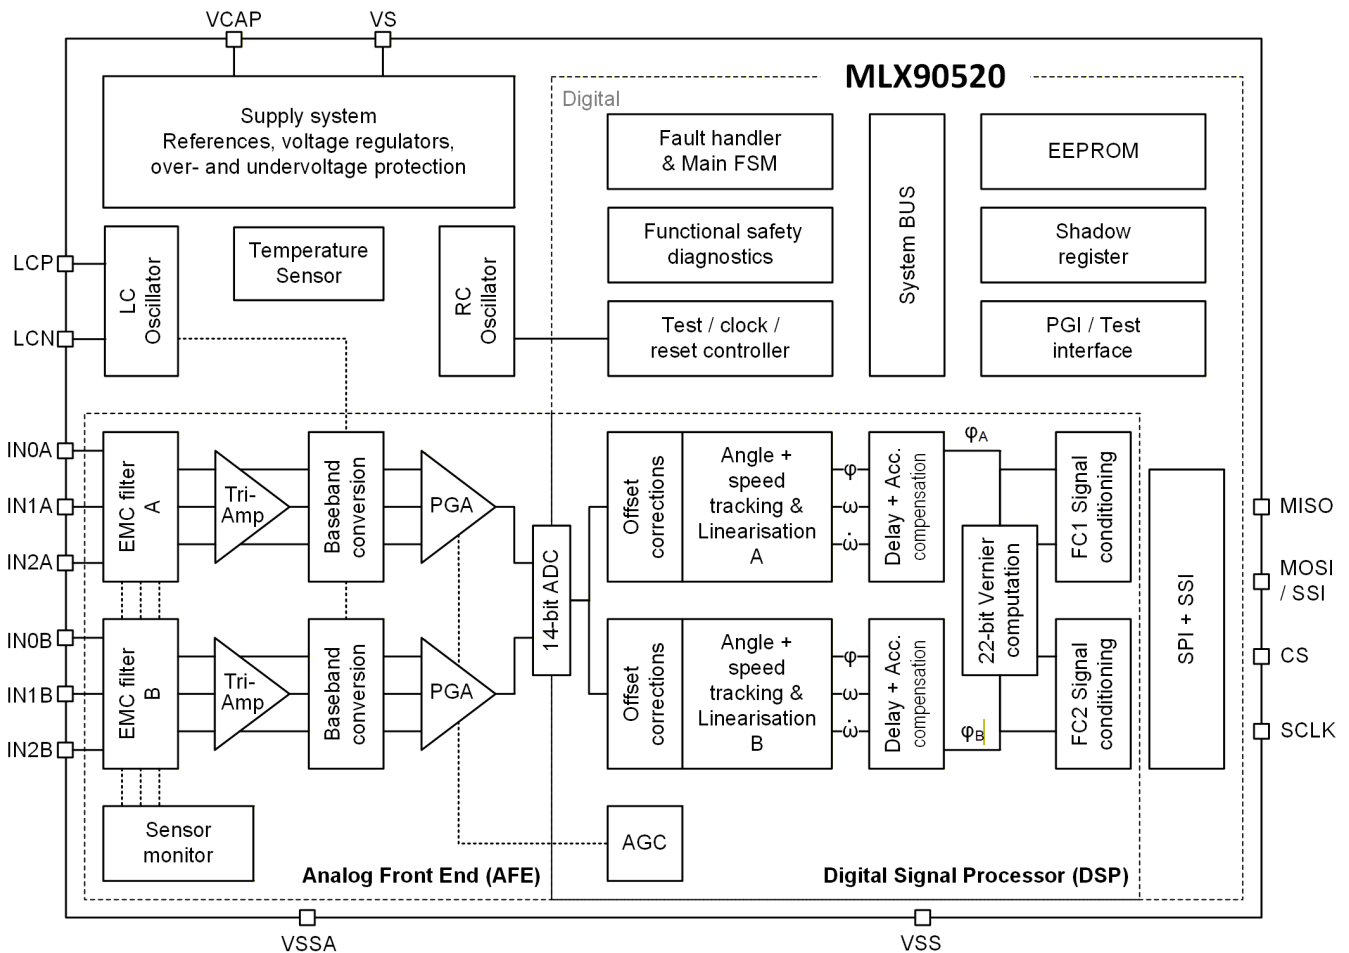 VCAP
VS
MLX90520
Digital
Supply system
References, voltage regulators,
over- and undervoltage protection
Fault handler
& Main FSM
System BUS
EEPROM
Functional safety
diagnostics
Shadow
register
LCP
LCN
LC
Oscillator
Temperature
Sensor
RC
Oscillator
Test / clock /
reset controller
PGI / Test
interface
IN0A
IN1A
IN2A
EMC filter
A
Tri-
Amp
Baseband
conversion
PGA
14-bit ADC
Offset
corrections
Angle +
speed
tracking &
Linearisation
A
φ
ω
ω̇
Delay + Acc.
compensation
φA
22-bit Vernier
computation
FC1 Signal
conditioning
SPI + SSI
MISO
MOSI
/ SSI
CS
SCLK
IN0B
IN1B
IN2B
EMC filter
B
Tri-
Amp
Baseband
conversion
PGA
Offset
corrections
Angle +
speed
tracking &
Linearisation
B
φ
ω
ω̇
Delay + Acc.
compensation
φB
FC2 Signal
conditioning
Sensor
monitor
AGC
Analog Front End (AFE)
Digital Signal Processor (DSP)
VSSA
VSS